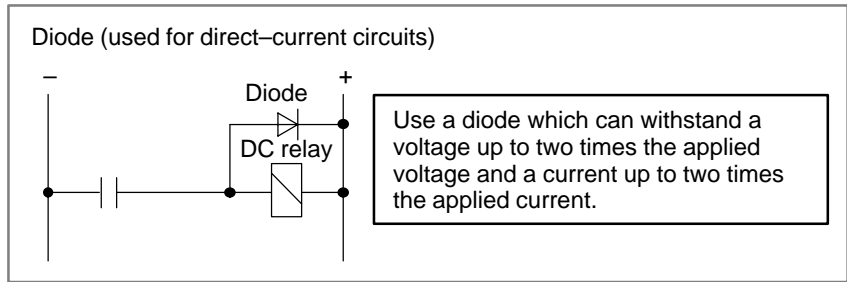 Diode (used for direct–current circuits)
– +
Diode
DC relay
Use a diode which can withstand a
voltage up to two times the applied
voltage and a current up to two times
the applied current.